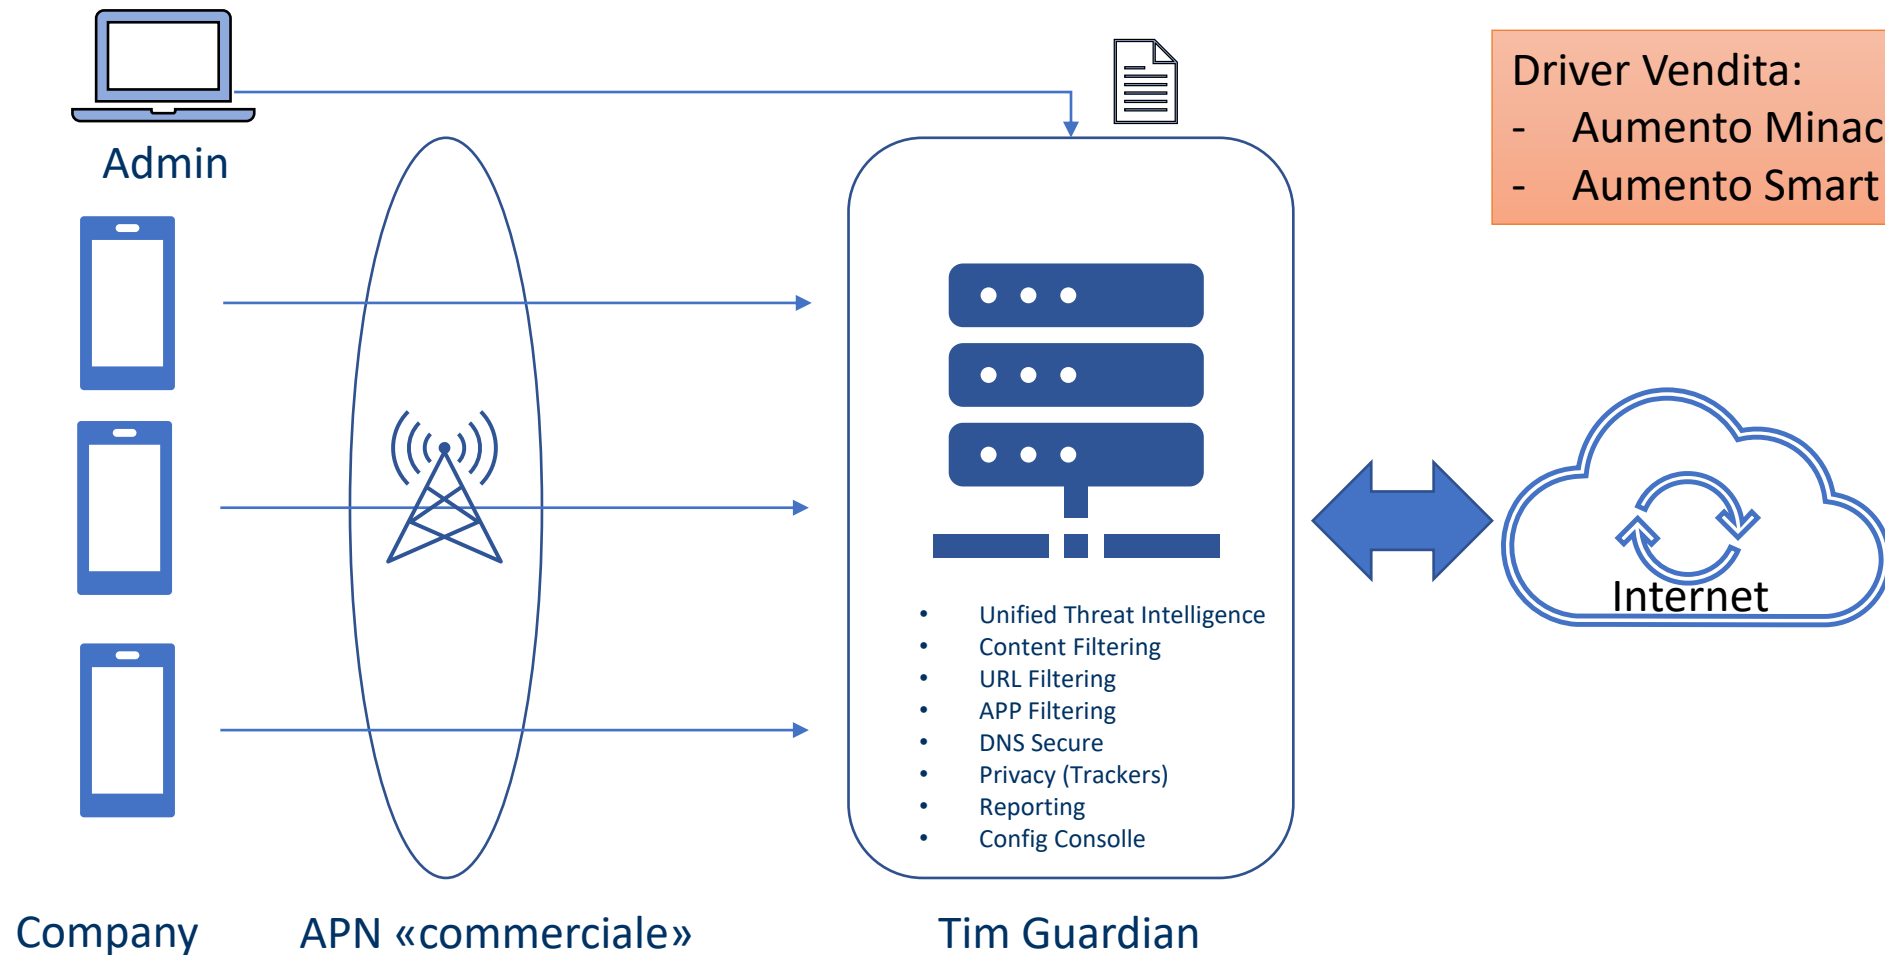 Admin
Driver Vendita:
- Aumento Minac
- Aumento Smart
Internet
• Unified Threat Intelligence
• Content Filtering
• URL Filtering
• APP Filtering
• DNS Secure
• Privacy (Trackers)
• Reporting
• Config Consolle
Company
APN «commerciale»
Tim Guardian